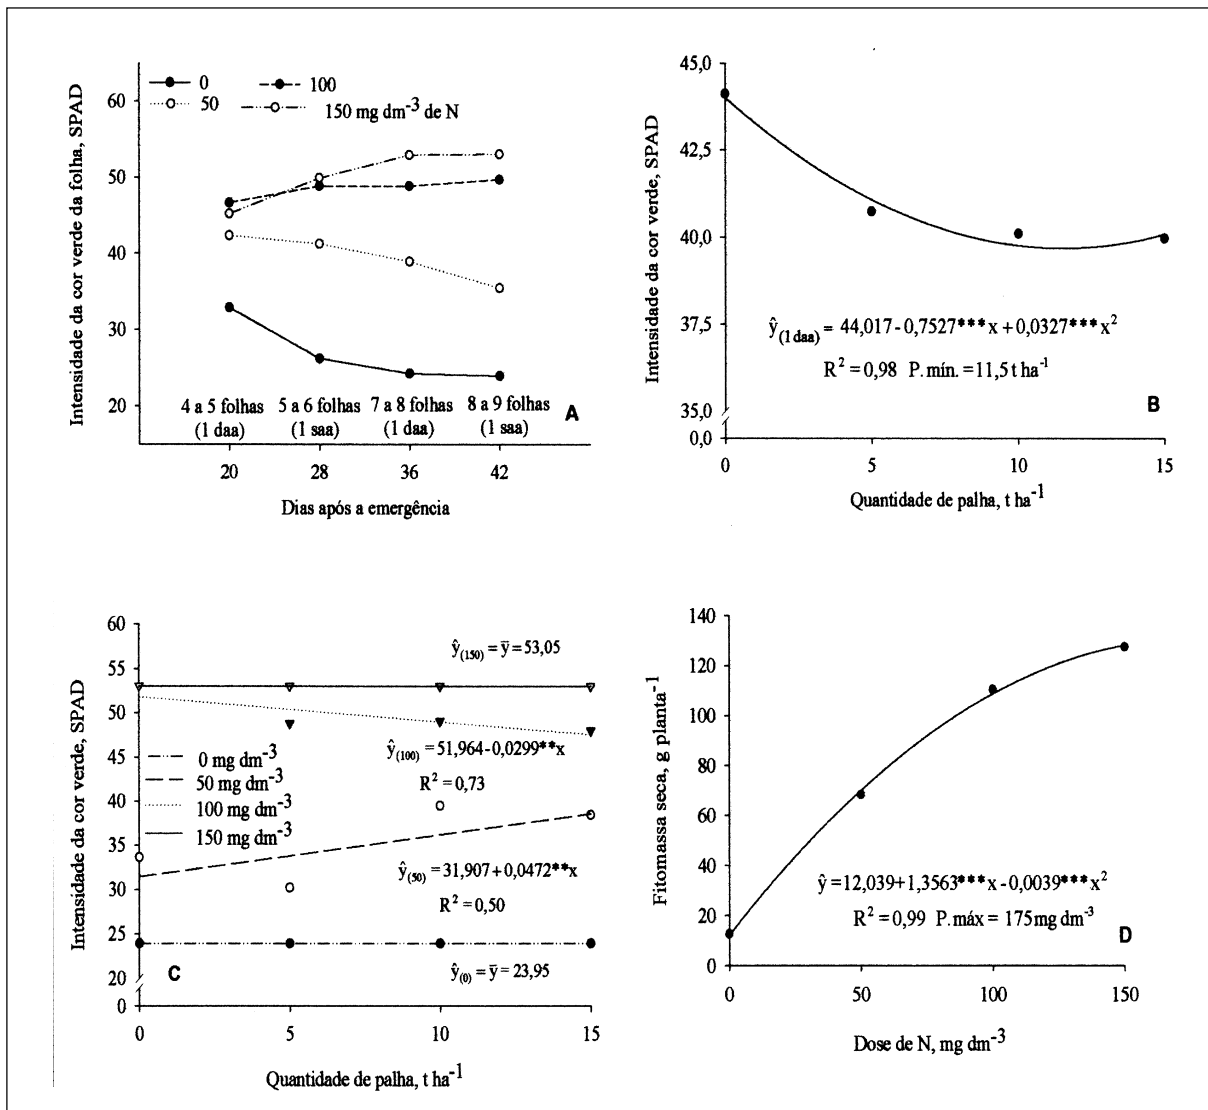 Intensidade da cor verde da folha, SPAD
0
100
50
150 mg dm-3 de N
60
50
40
30
20
4 a 5 folhas
(1 daa)
5 a 6 folhas
(1 saa)
7 a 8 folhas
(1 daa)
8 a 9 folhas
(1 saa)
A
20 28 36 42
Dias após a emergência
Intensidade da cor verde, SPAD
45,0
42,5
40,0
37,5
35,0
0,0
ŷ(1 daa) = 44,017 - 0,7527***x + 0,0327***x2
R2 = 0,98 P. mín. = 11,5 t ha-1
B
0 5 10 15
Quantidade de palha, t ha-1
Intensidade da cor verde, SPAD
60
55
50
45
40
35
30
25
20
0
ŷ(150) = ȳ = 53,05
ŷ(100) = 51,964 - 0,0299**x
R2 = 0,73
0 mg dm-3
50 mg dm-3
100 mg dm-3
150 mg dm-3
ŷ(50) = 31,907 + 0,0472**x
R2 = 0,50
ŷ(0) = ȳ = 23,95
C
0 5 10 15
Quantidade de palha, t ha-1
Fitomassa seca, g planta-1
140
120
100
80
60
40
20
0
ŷ = 12,039 + 1,3563***x - 0,0039***x2
R2 = 0,99 P. máx = 175 mg dm-3
D
0 50 100 150
Dose de N, mg dm-3